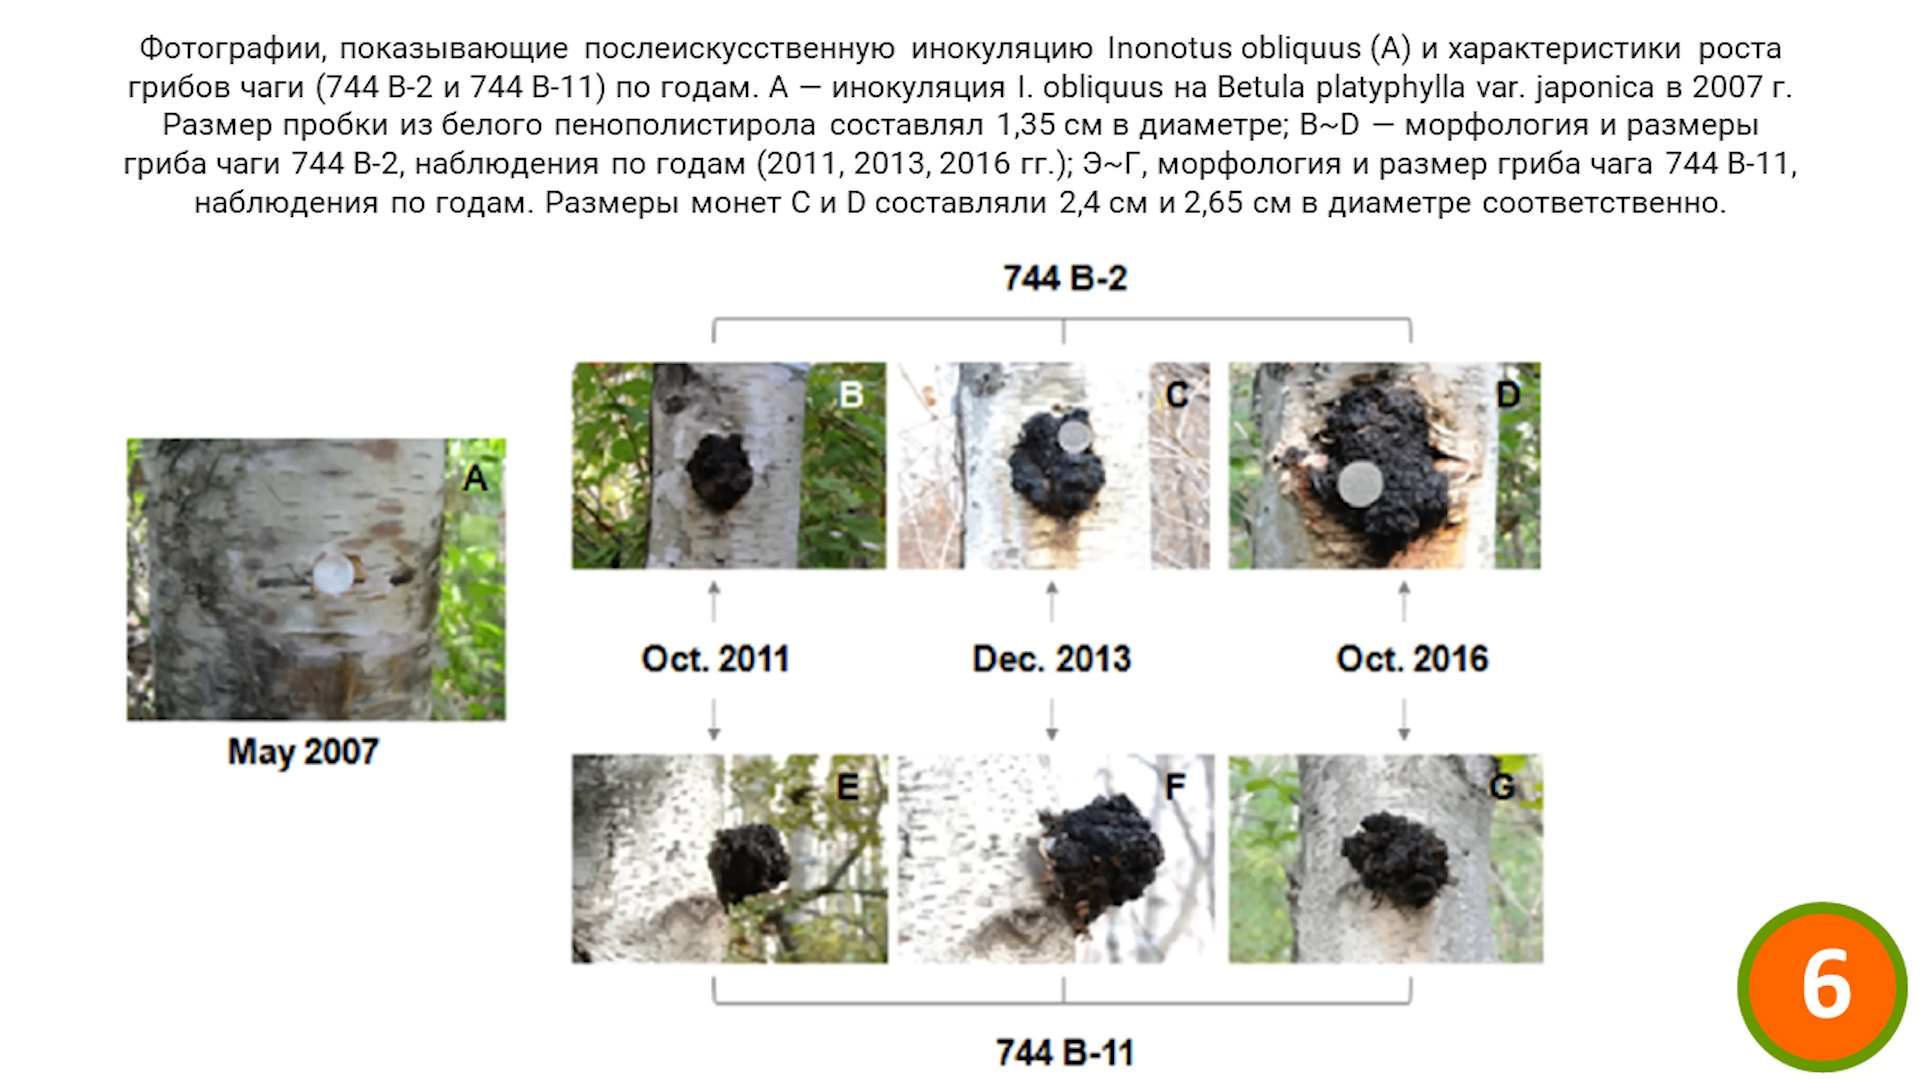 Фотографии, показывающие послеискусственную инокуляцию Inonotus obliquus (A) и характеристики роста
грибов чаги (744 B-2 и 744 B-11) по годам. A — инокуляция I. obliquus на Betula platyphylla var. japonica в 2007 г.
Размер пробки из белого пенополистирола составлял 1,35 см в диаметре; B~D — морфология и размеры
гриба чаги 744 B-2, наблюдения по годам (2011, 2013, 2016 гг.); Э~Г, морфология и размер гриба чага 744 B-11,
наблюдения по годам. Размеры монет C и D составляли 2,4 см и 2,65 см в диаметре соответственно.
744 B-2
B
C
D
A
Oct. 2011
Dec. 2013
Oct. 2016
May 2007
E
F
G
744 B-11
6